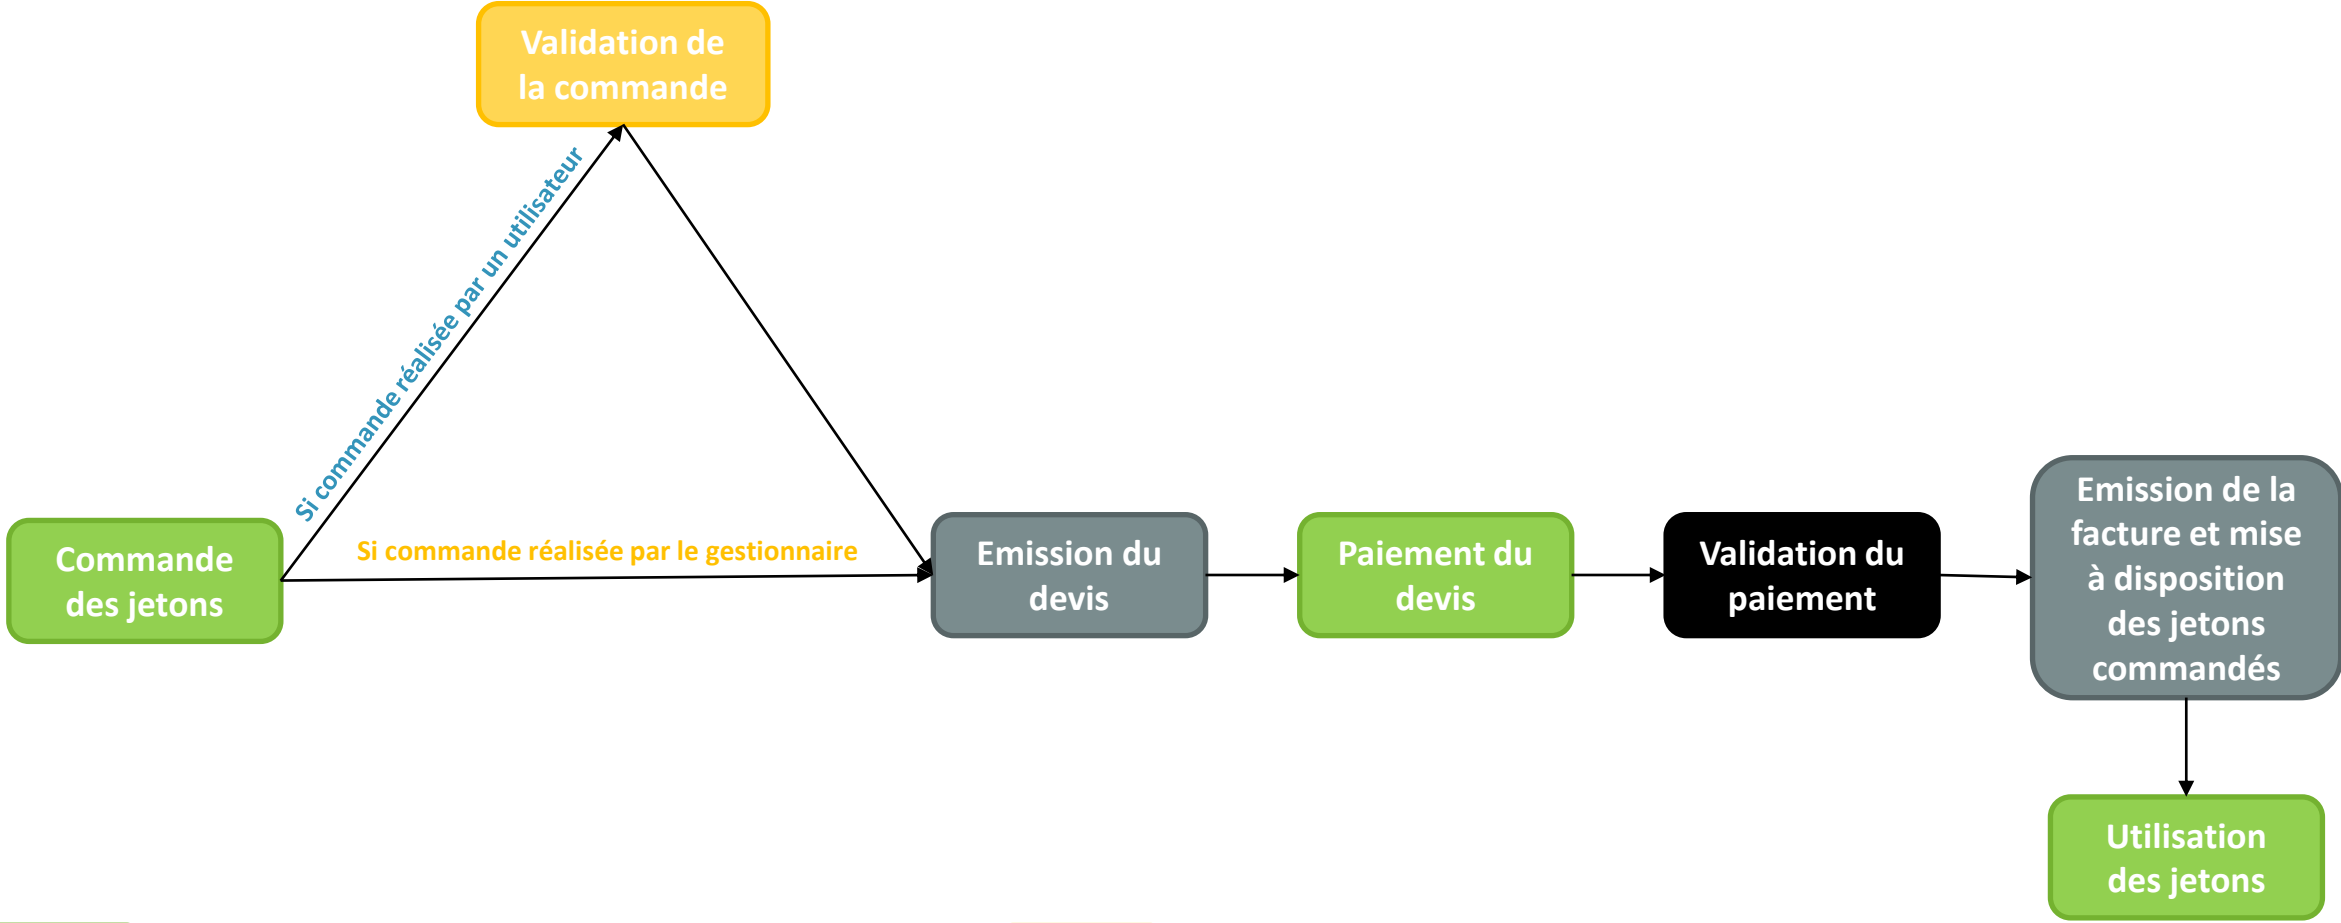 Validation de
la commande
Si commande réalisée par un utilisateur
Commande
des jetons
Si commande réalisée par le gestionnaire
Emission du
devis
Paiement du
devis
Validation du
paiement
Emission de la
facture et mise
à disposition
des jetons
commandés
Utilisation
des jetons